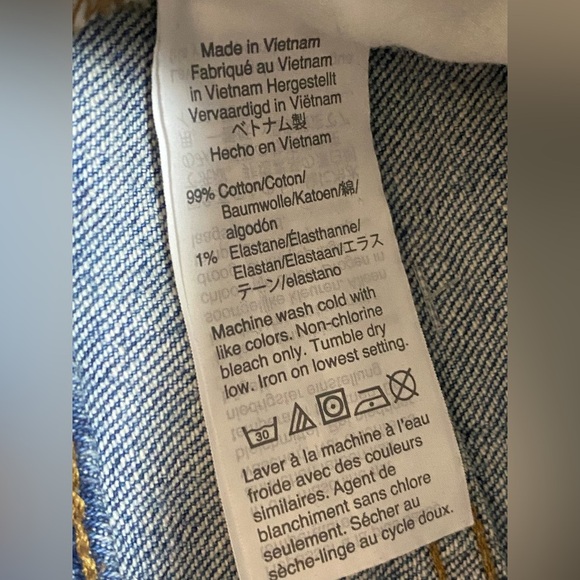 Made in Vietnam
Fabriqué au Vietnam
in Vietnam Hergestellt
Vervaardigd in Viëtnam
ベトナム製
Hecho en Vietnam
99% Cotton/Coton/
Baumwolle/Katoen/綿/
algodón
1% Elastane/Élasthanne/
Elastan/Elastaan/エラス
テーン/elastano
Machine wash cold with
like colors. Non-chlorine
bleach only. Tumble dry
low. Iron on lowest setting.
30
Laver à la machine à l'eau
froide avec des couleurs
similaires. Agent de
blanchiment sans chlore
seulement. Sécher au
sèche-linge au cycle doux.